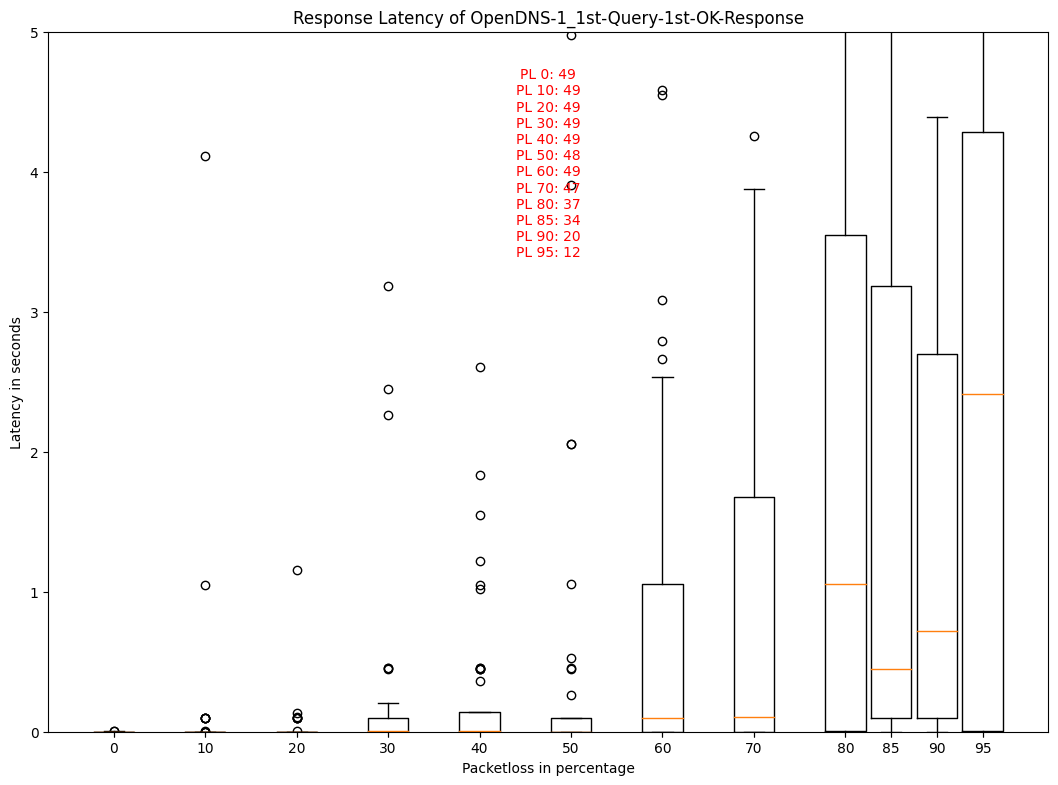 Response Latency of OpenDNS-1_1st-Query-1st-OK-Response
5
PL 0: 49
PL 10: 49
PL 20: 49
PL 30: 49
PL 40: 49
PL 50: 48
PL 60: 49
PL 70: 47
PL 80: 37
PL 85: 34
PL 90: 20
PL 95: 12
4
3
2
1
0
Latency in seconds
0 10 20 30 40 50 60 70 80 85 90 95
Packetloss in percentage